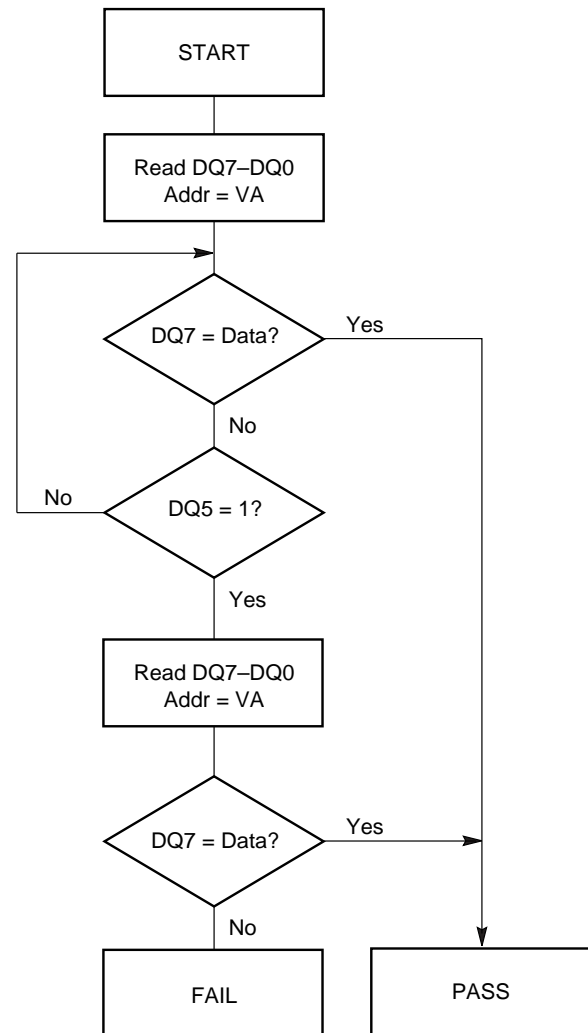 START
Read DQ7–DQ0
Addr = VA
DQ7 = Data?
Yes
No
No
DQ5 = 1?
Yes
Read DQ7–DQ0
Addr = VA
DQ7 = Data?
Yes
No
FAIL
PASS